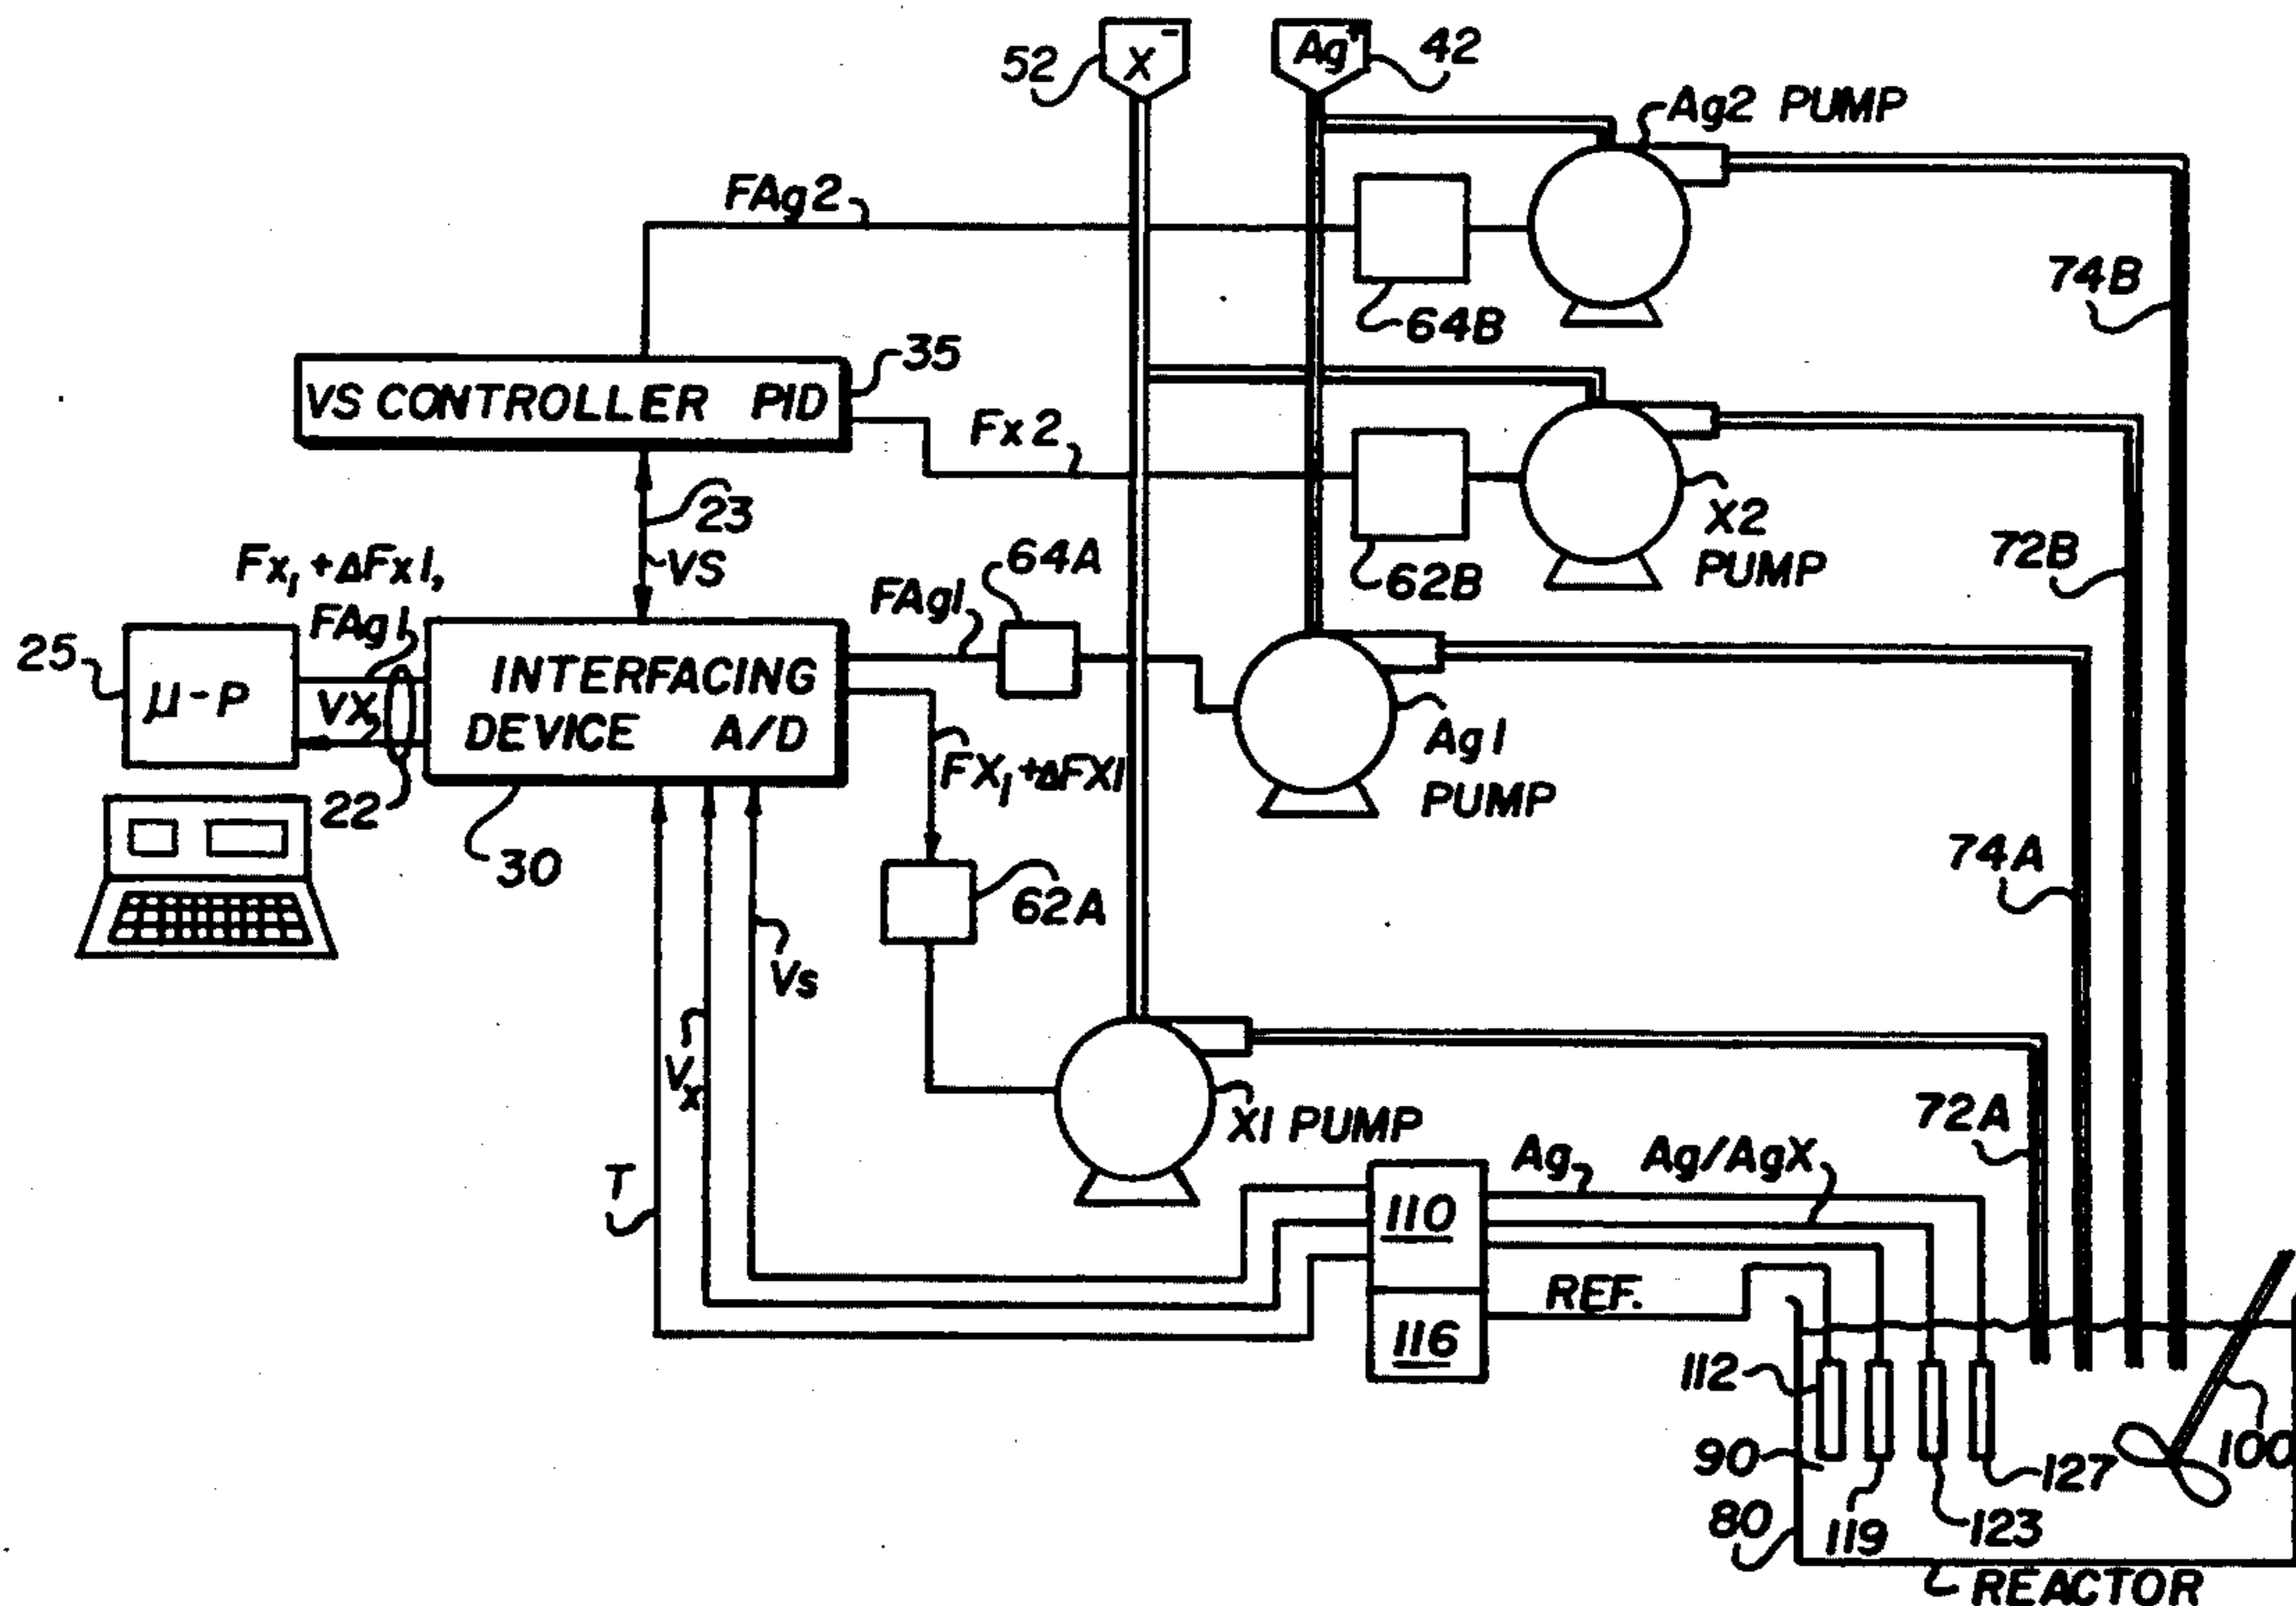 52
X-
Ag+
42
Ag2 PUMP
FAg2
74B
64B
35
VS CONTROLLER PID
Fx2
23
X2
PUMP
72B
VS
Fx1+ΔFx1,
FAg1
64A
62B
FAg1
25
μ-P
VX,
INTERFACING
DEVICE A/D
Ag1
PUMP
FX1+ΔFX1
22
30
74A
62A
Vs
Vx
X1 PUMP
72A
T
Ag
Ag/AgX
110
REF.
116
112
100
90
127
80
119
123
REACTOR